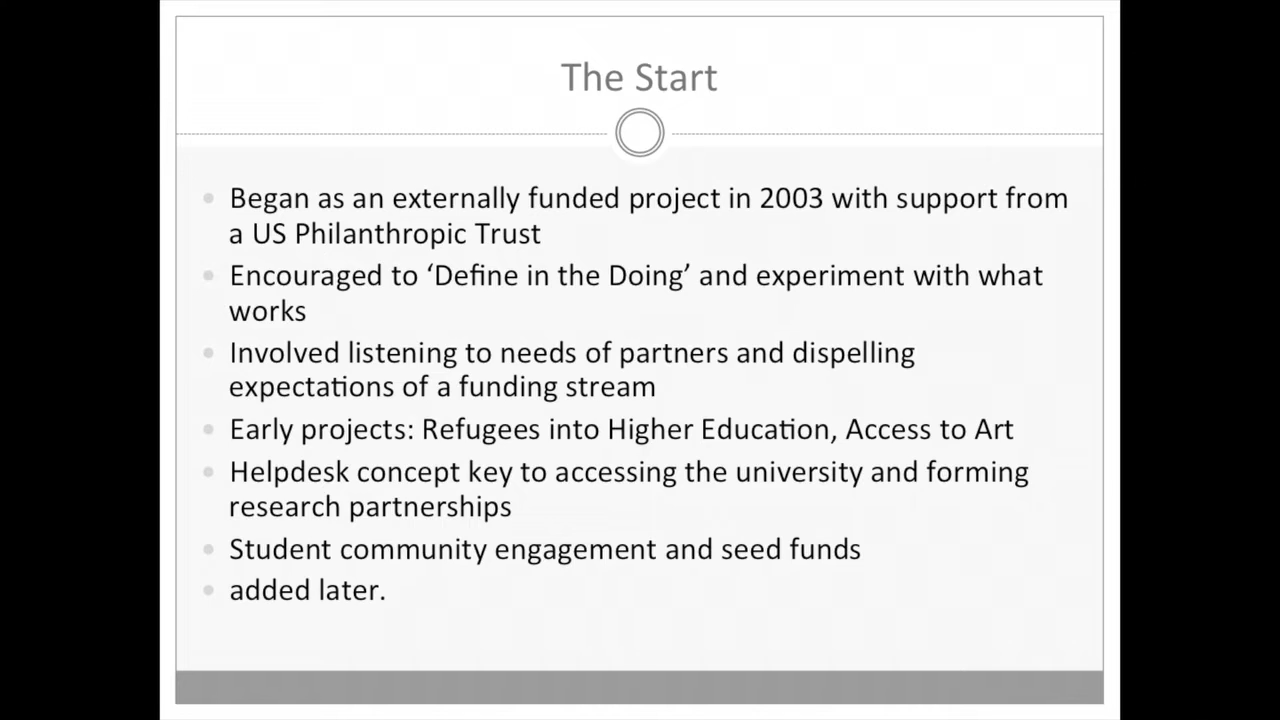 The Start
Began as an externally funded project in 2003 with support from
a US Philanthropic Trust
Encouraged to ‘Define in the Doing’ and experiment with what
works
Involved listening to needs of partners and dispelling
expectations of a funding stream
Early projects: Refugees into Higher Education, Access to Art
Helpdesk concept key to accessing the university and forming
research partnerships
Student community engagement and seed funds
added later.